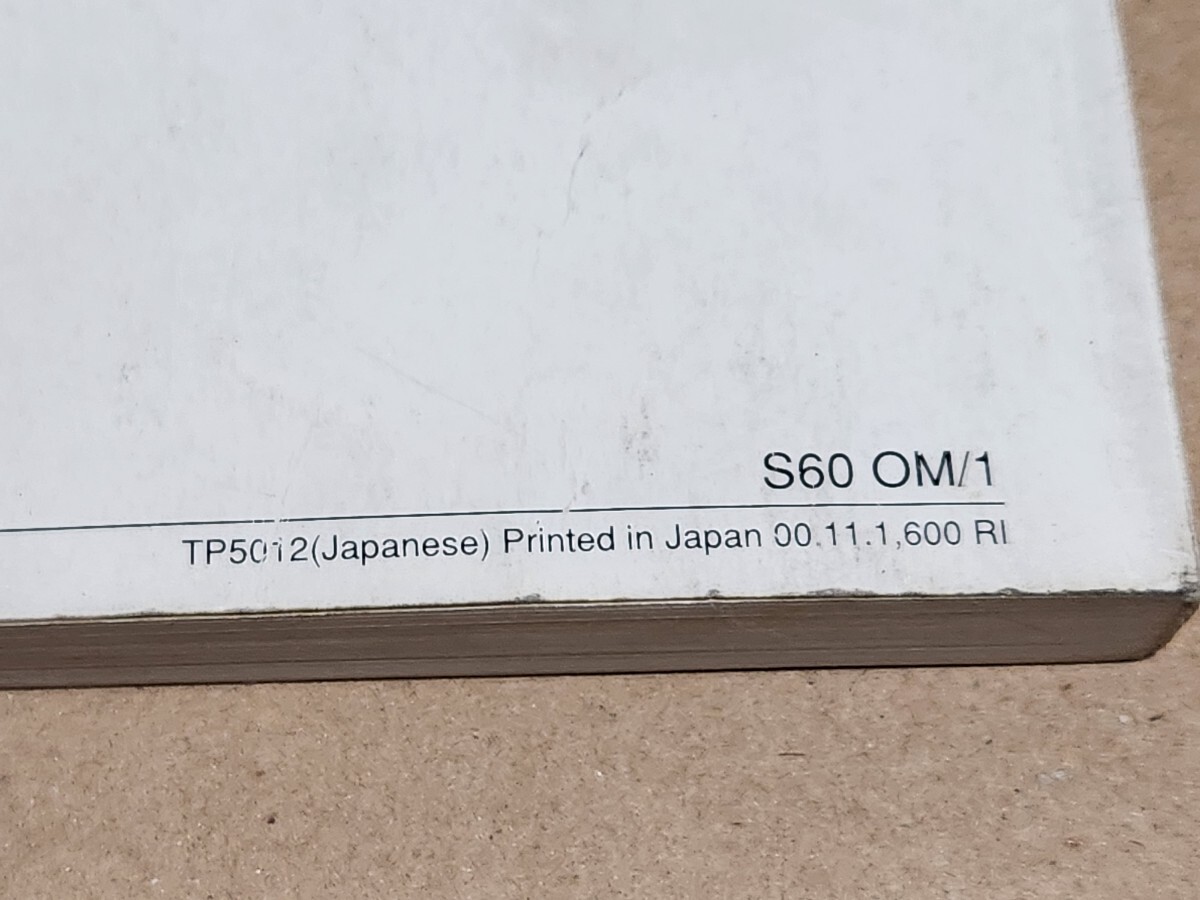 S60 OM/1
TP5012(Japanese) Printed in Japan 00.11.1,600 RI